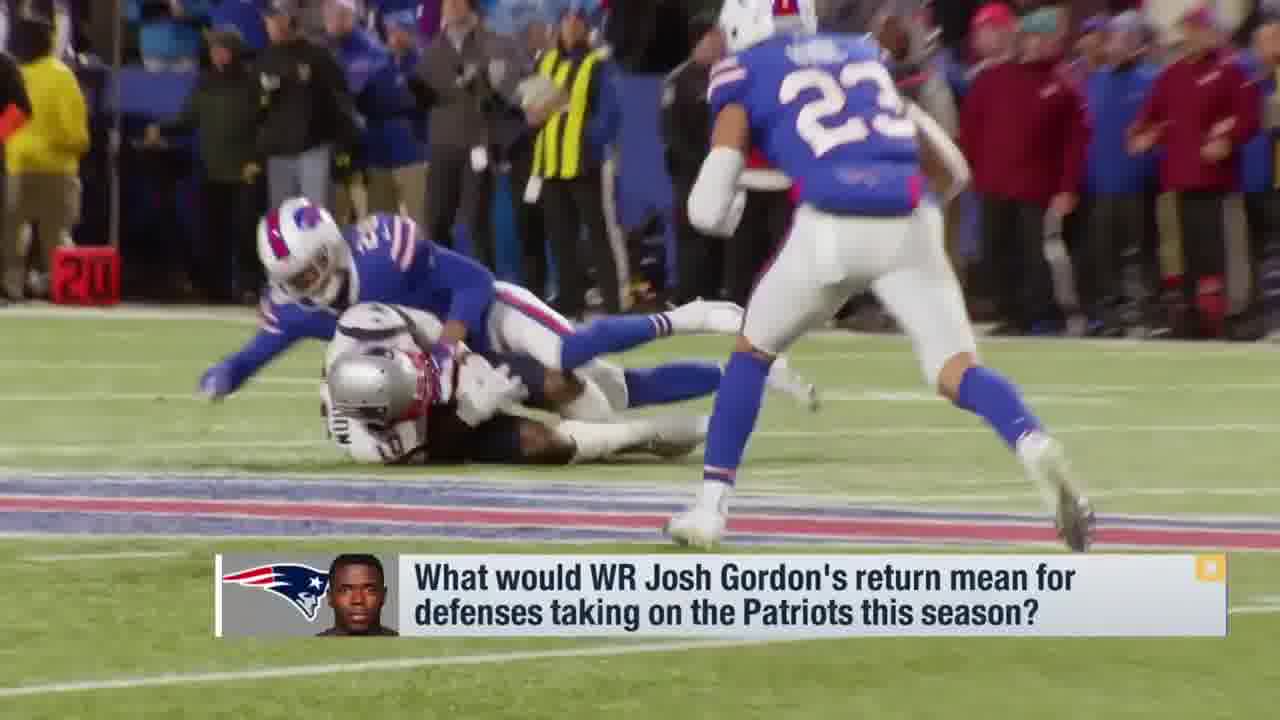 23
20
What would WR Josh Gordon's return mean for
defenses taking on the Patriots this season?